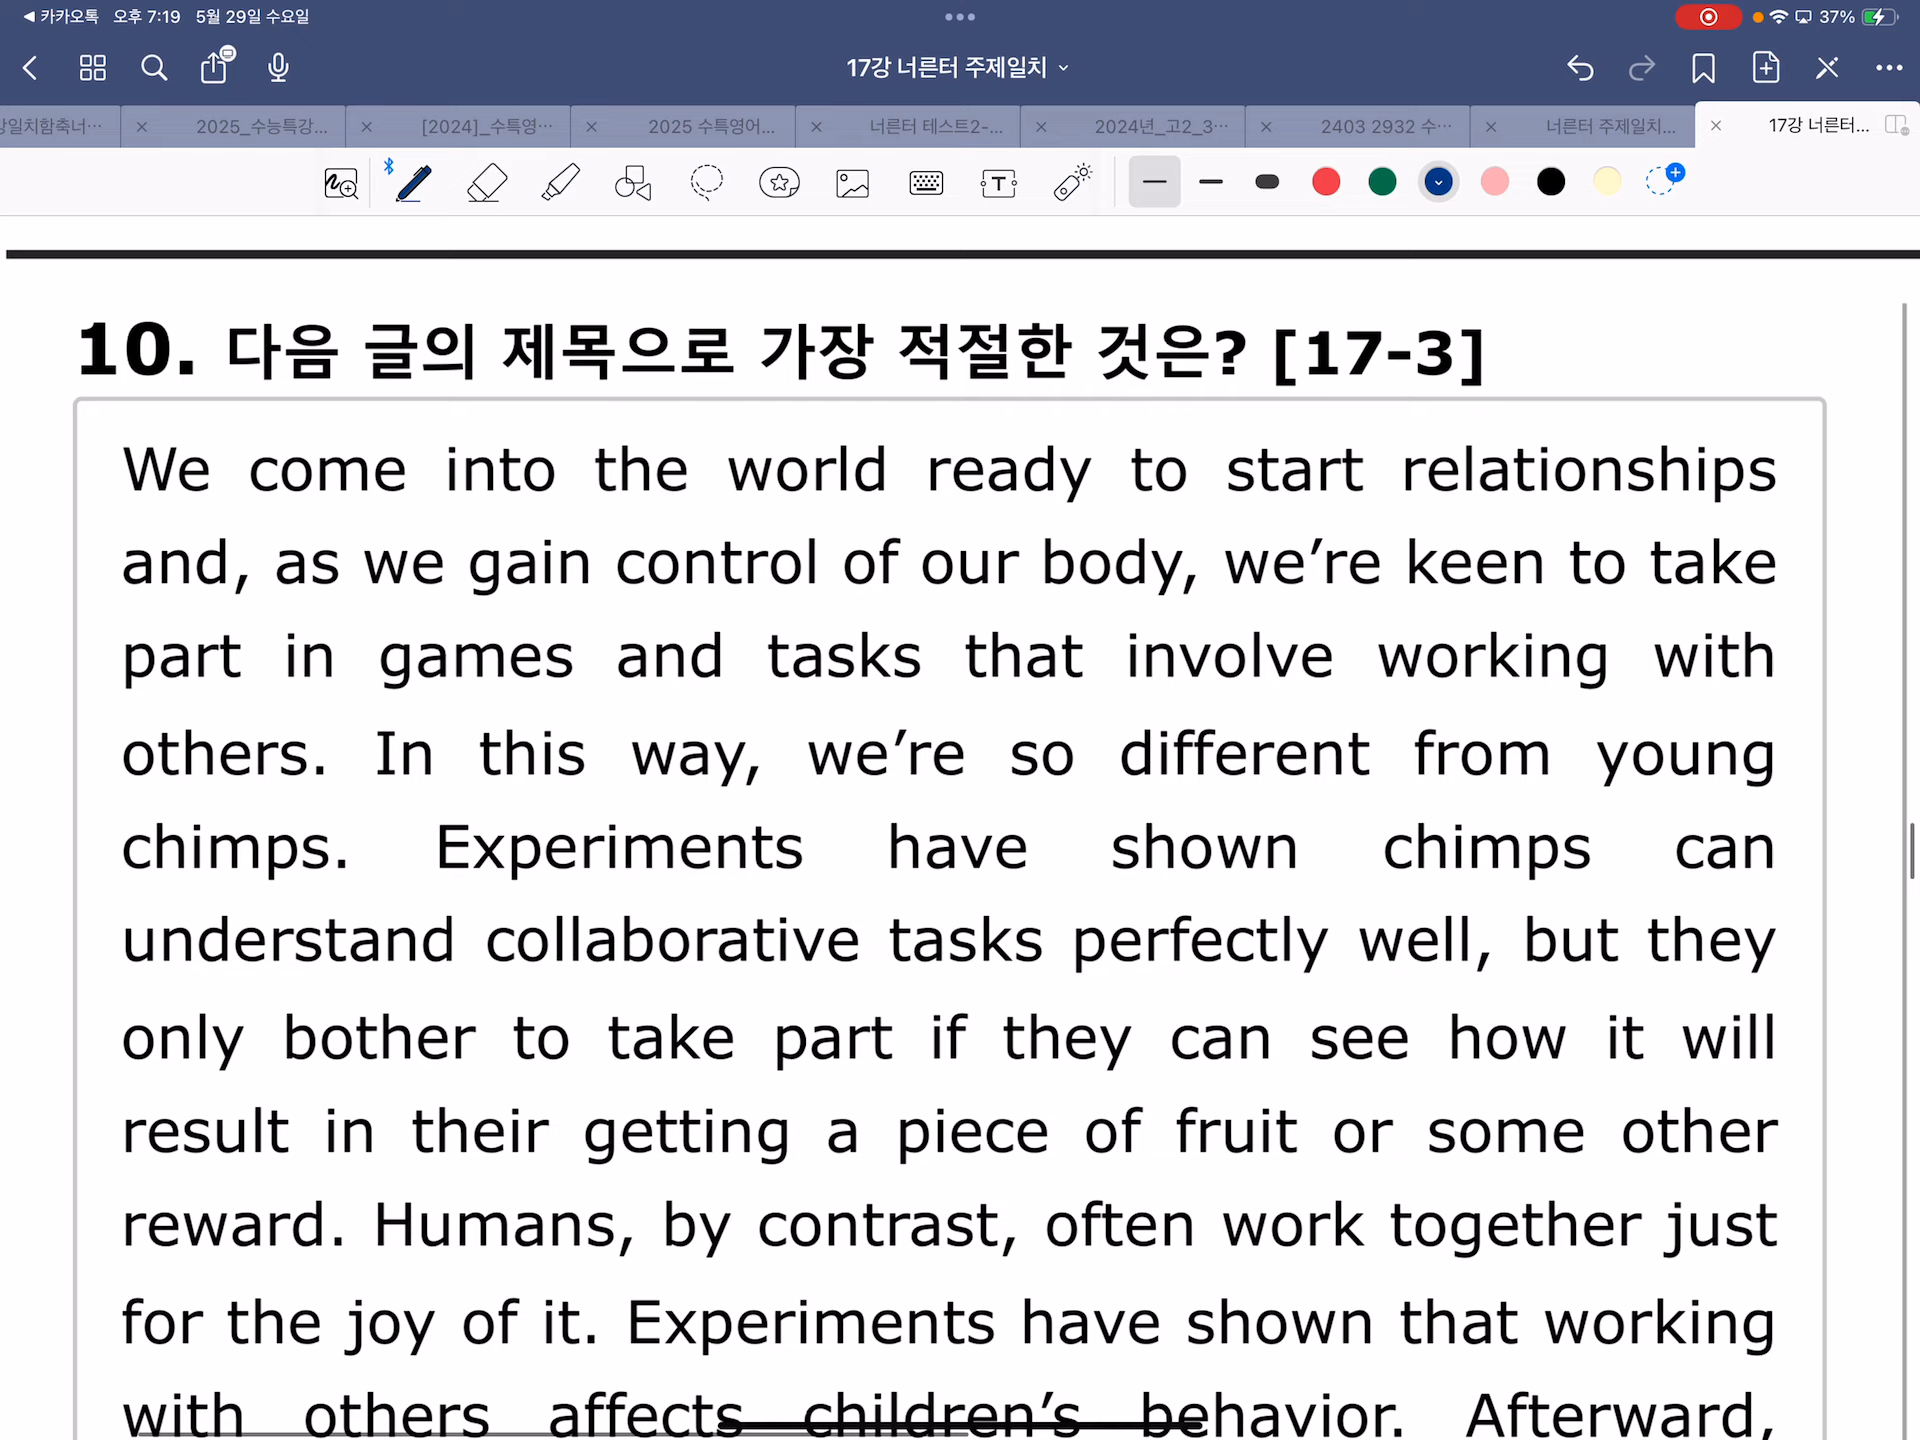 ◀ 카카오톡 오후 7:19 5월 29일 수요일
37%
17강 너른터 주제일치
강일치함축너…
2025_수능특강...
[2024]_수특영…
2025 수특영어...
너른터 테스트2-...
2024년_고2_3…
2403 2932 수…
너른터 주제일치...
17강 너른터...
10. 다음 글의 제목으로 가장 적절한 것은? [17-3]
We come into the world ready to start relationships
and, as we gain control of our body, we’re keen to take
part in games and tasks that involve working with
others. In this way, we’re so different from young
chimps. Experiments have shown chimps can
understand collaborative tasks perfectly well, but they
only bother to take part if they can see how it will
result in their getting a piece of fruit or some other
reward. Humans, by contrast, often work together just
for the joy of it. Experiments have shown that working
with others affects children’s behavior. Afterward,